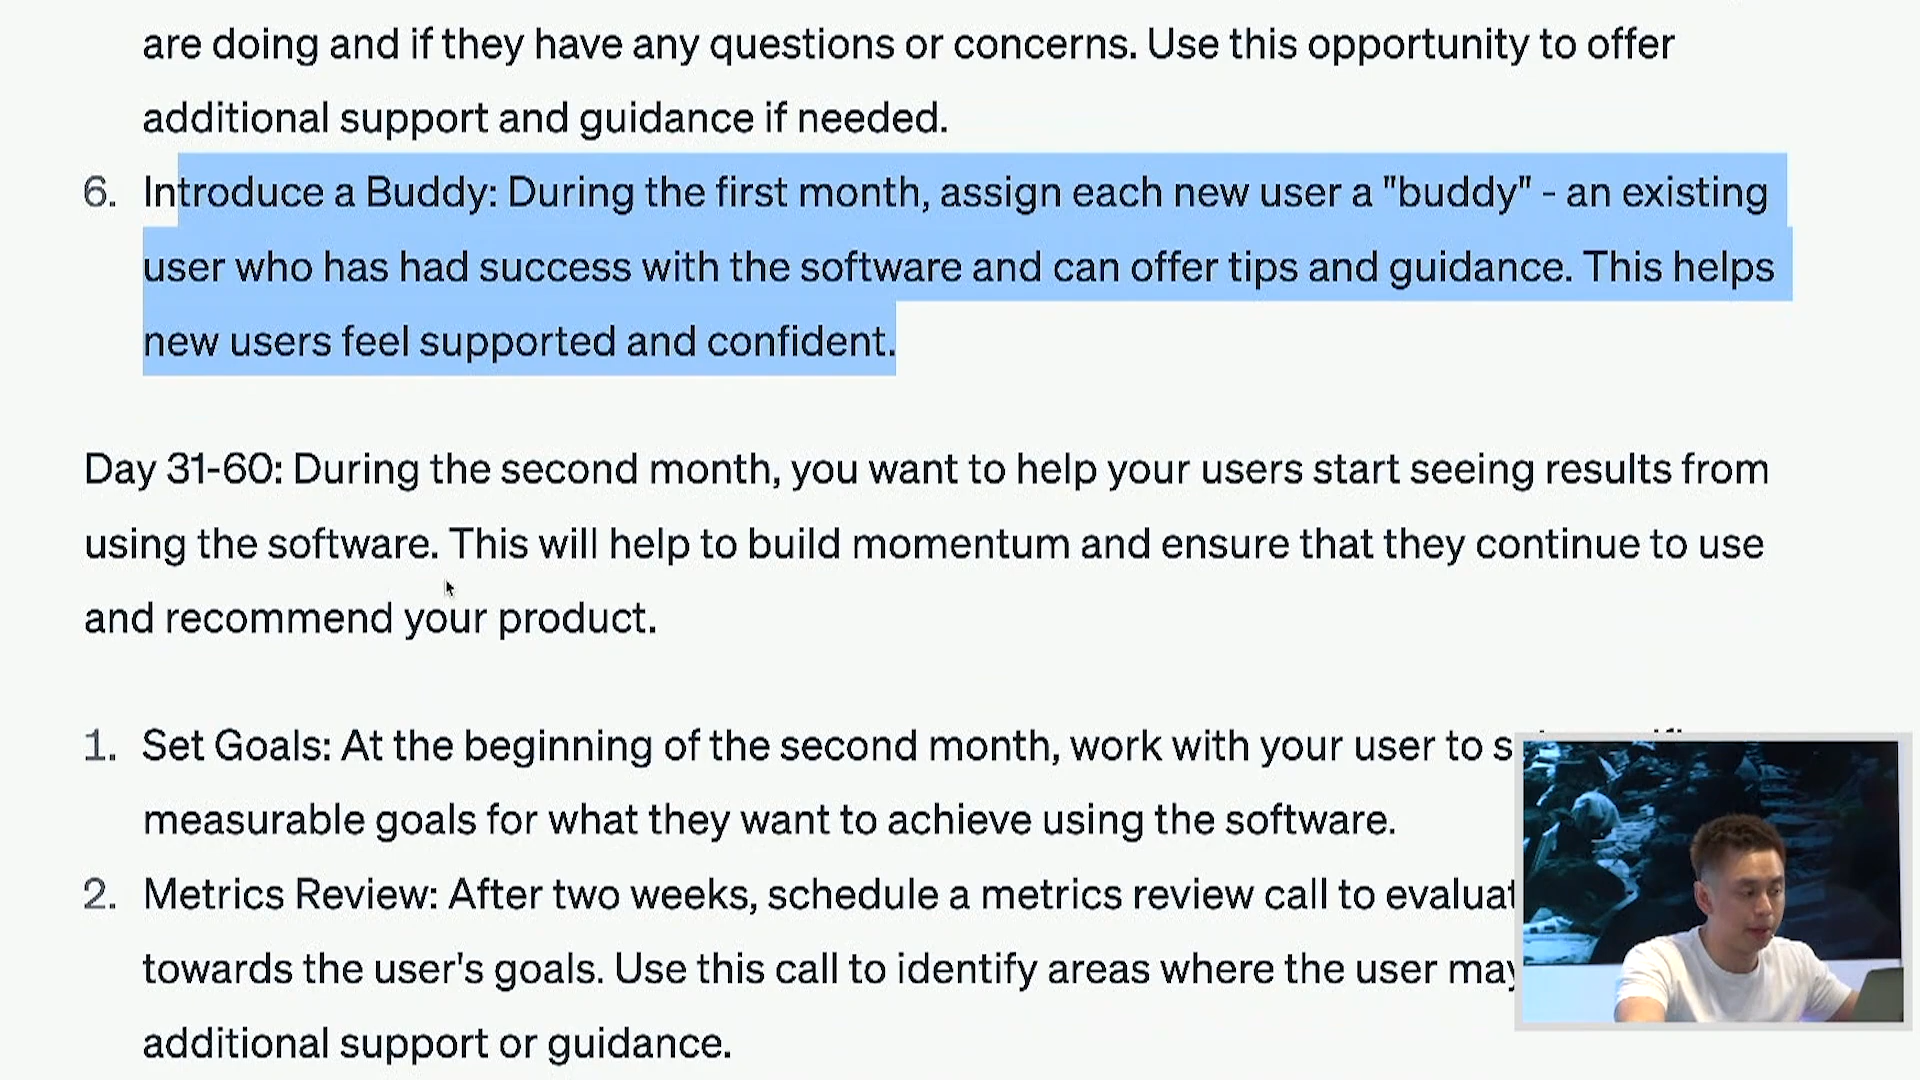 are doing and if they have any questions or concerns. Use this opportunity to offer
additional support and guidance if needed.
6. Introduce a Buddy: During the first month, assign each new user a "buddy" - an existing
user who has had success with the software and can offer tips and guidance. This helps
new users feel supported and confident.
Day 31-60: During the second month, you want to help your users start seeing results from
using the software. This will help to build momentum and ensure that they continue to use
and recommend your product.
1. Set Goals: At the beginning of the second month, work with your user to
measurable goals for what they want to achieve using the software.
2. Metrics Review: After two weeks, schedule a metrics review call to
towards the user's goals. Use this call to identify areas where the user may
additional support or guidance.